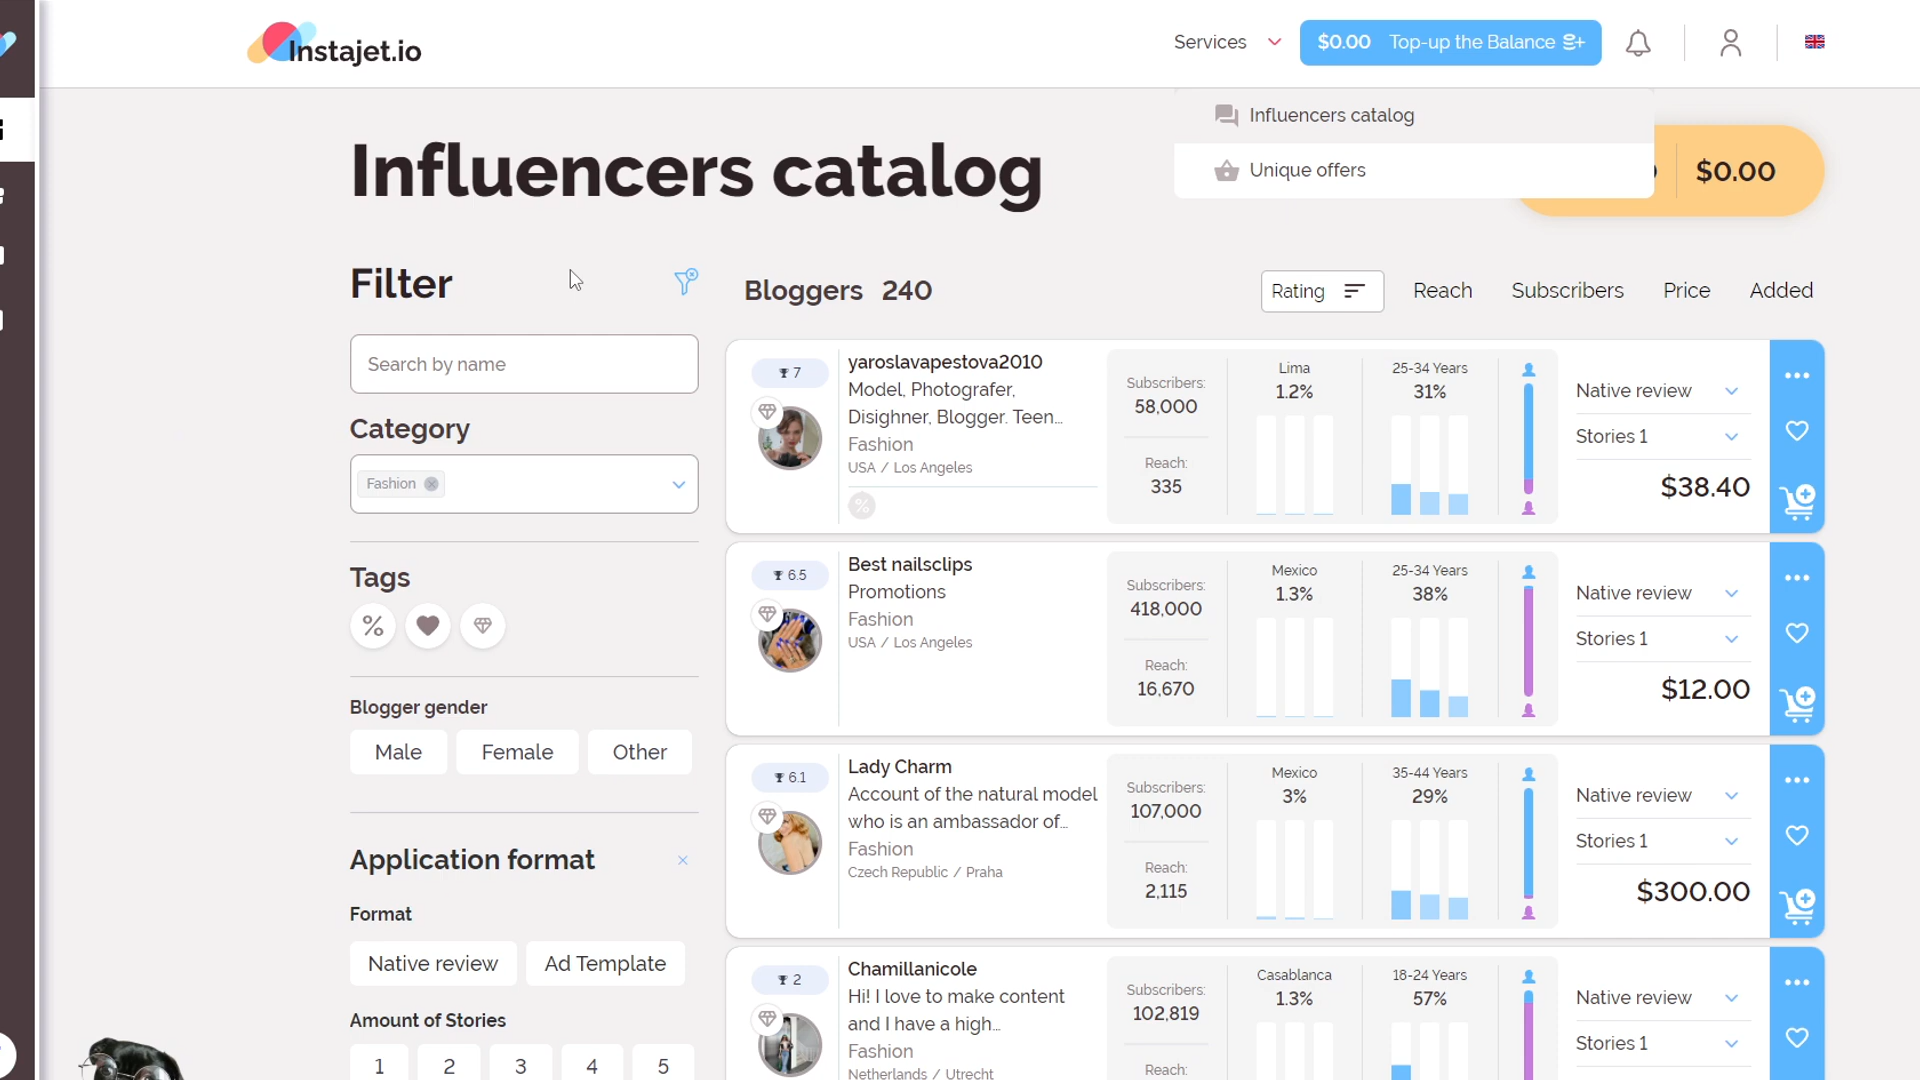 Instajet.io
Services
$0.00 Top-up the Balance
Influencers catalog
Unique offers
Influencers catalog
$0.00
Filter
Bloggers 240
Rating
Reach
Subscribers
Price
Added
Search by name
Category
Fashion
Tags
%
Blogger gender
Male
Female
Other
Application format
Format
Native review
Ad Template
Amount of Stories
1
2
3
4
5
7
yaroslavapestova2010
Model, Photografer,
Disighner, Blogger. Teen...
Fashion
USA / Los Angeles
%
Subscribers:
58,000
Reach:
335
Lima
1.2%
25-34 Years
31%
Native review
Stories 1
$38.40
6.5
Best nailsclips
Promotions
Fashion
USA / Los Angeles
Subscribers:
418,000
Reach:
16,670
Mexico
1.3%
25-34 Years
38%
Native review
Stories 1
$12.00
6.1
Lady Charm
Account of the natural model
who is an ambassador of...
Fashion
Czech Republic / Praha
Subscribers:
107,000
Reach:
2,115
Mexico
3%
35-44 Years
29%
Native review
Stories 1
$300.00
2
Chamillanicole
Hi! I love to make content
and I have a high...
Fashion
Netherlands / Utrecht
Subscribers:
102,819
Reach:
Casablanca
1.3%
18-24 Years
57%
Native review
Stories 1